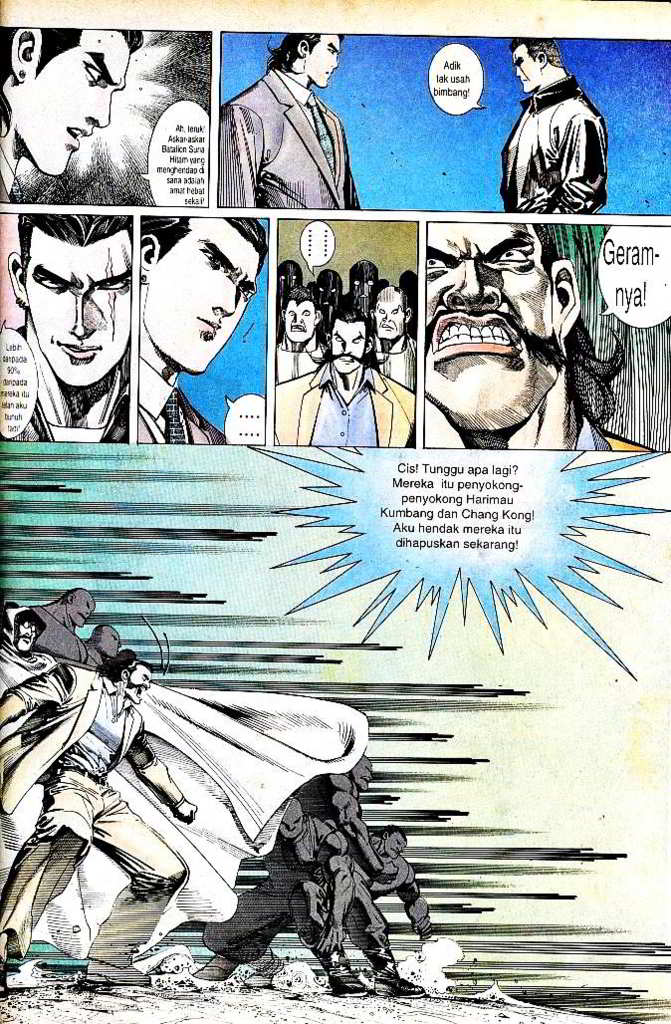 Ah, teruk!
Askar-askar
Batalion Suria
Hitam yang
menghendap di
sana adalah
amat hebat
sekali!
Adik
tak usah
bimbang!
Lebih
daripada
90%
daripada
mereka itu
telah aku
bunuh
tadi!
....
....
....
Geram-
nya!
Cis! Tunggu apa lagi?
Mereka itu penyokong-
penyokong Harimau
Kumbang dan Chang Kong!
Aku hendak mereka itu
dihapuskan sekarang!